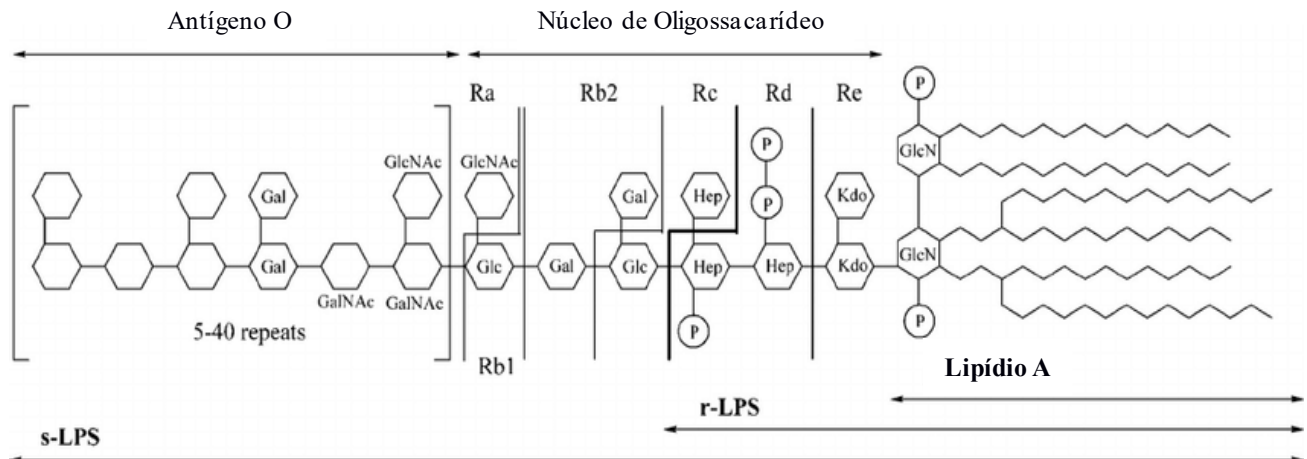 Antígeno O
Núcleo de Oligossacarídeo
Ra
Rb2
Rc
Rd
Re
P
P
GlcN
GlcNAc
GlcNAc
Gal
Gal
Hep
P
Kdo
Gal
Glc
Gal
Glc
Hep
Hep
Kdo
GlcN
GalNAc
GalNAc
P
P
5-40 repeats
Rb1
Lipídio A
r-LPS
s-LPS